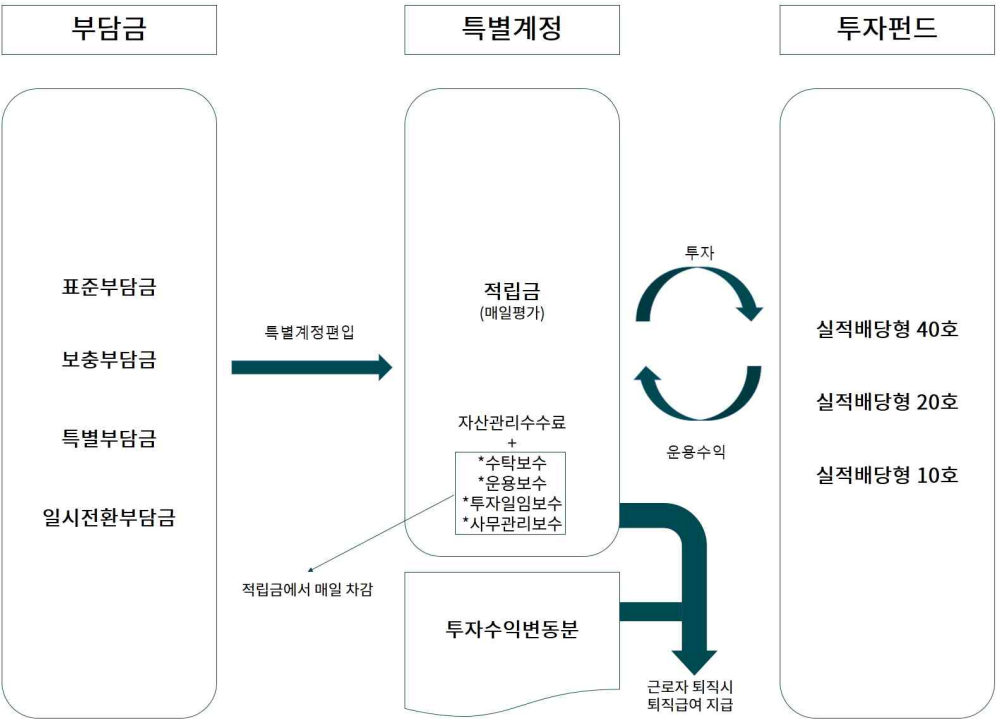 부담금
특별계정
투자펀드
표준부담금
보충부담금
특별부담금
일시전환부담금
특별계정편입
적립금
(매일평가)
자산관리수수료
+
*수탁보수
*운용보수
*투자일임보수
*사무관리보수
적립금에서 매일 차감
투자수익변동분
투자
운용수익
근로자 퇴직시
퇴직급여 지급
실적배당형 40호
실적배당형 20호
실적배당형 10호